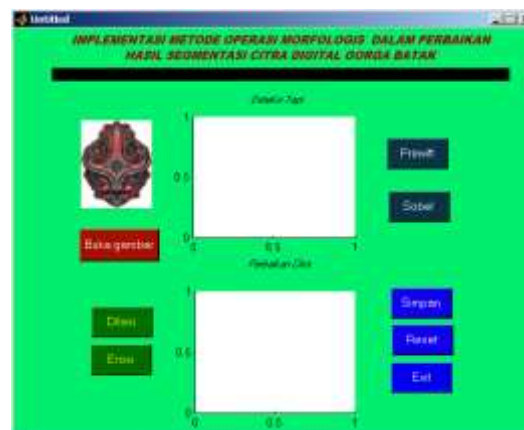 Untitled
IMPLEMENTASI METODE OPERASI MORFOLOGIS DALAM PERBAIKAN
HASIL SEGMENTASI CITRA DIGITAL GORGA BATAK
Deteksi Tepi
1
0.5
0
0 0.5 1
Prewitt
Sobel
Buka gambar
Perbaikan Citra
1
0.5
0
0 0.5 1
Dilasi
Erosi
Simpan
Reset
Exit